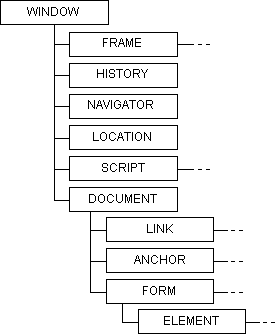 WINDOW
FRAME
HISTORY
NAVIGATOR
LOCATION
SCRIPT
DOCUMENT
LINK
ANCHOR
FORM
ELEMENT